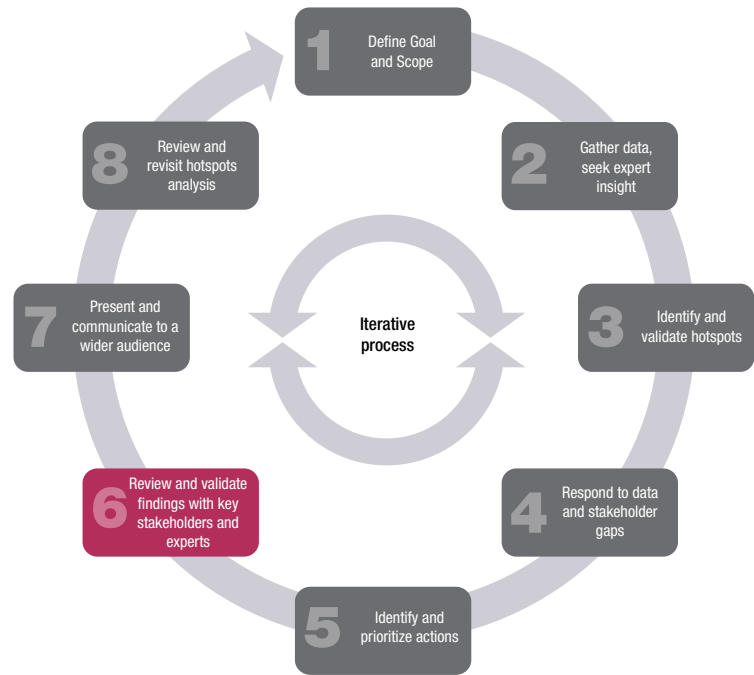 1
Define Goal
and Scope
2
Gather data,
seek expert
insight
3
Identify and
validate hotspots
4
Respond to data
and stakeholder
gaps
5
Identify and
prioritize actions
6
Review and validate
findings with key
stakeholders and
experts
7
Present and
communicate to a
wider audience
8
Review and
revisit hotspots
analysis
Iterative
process